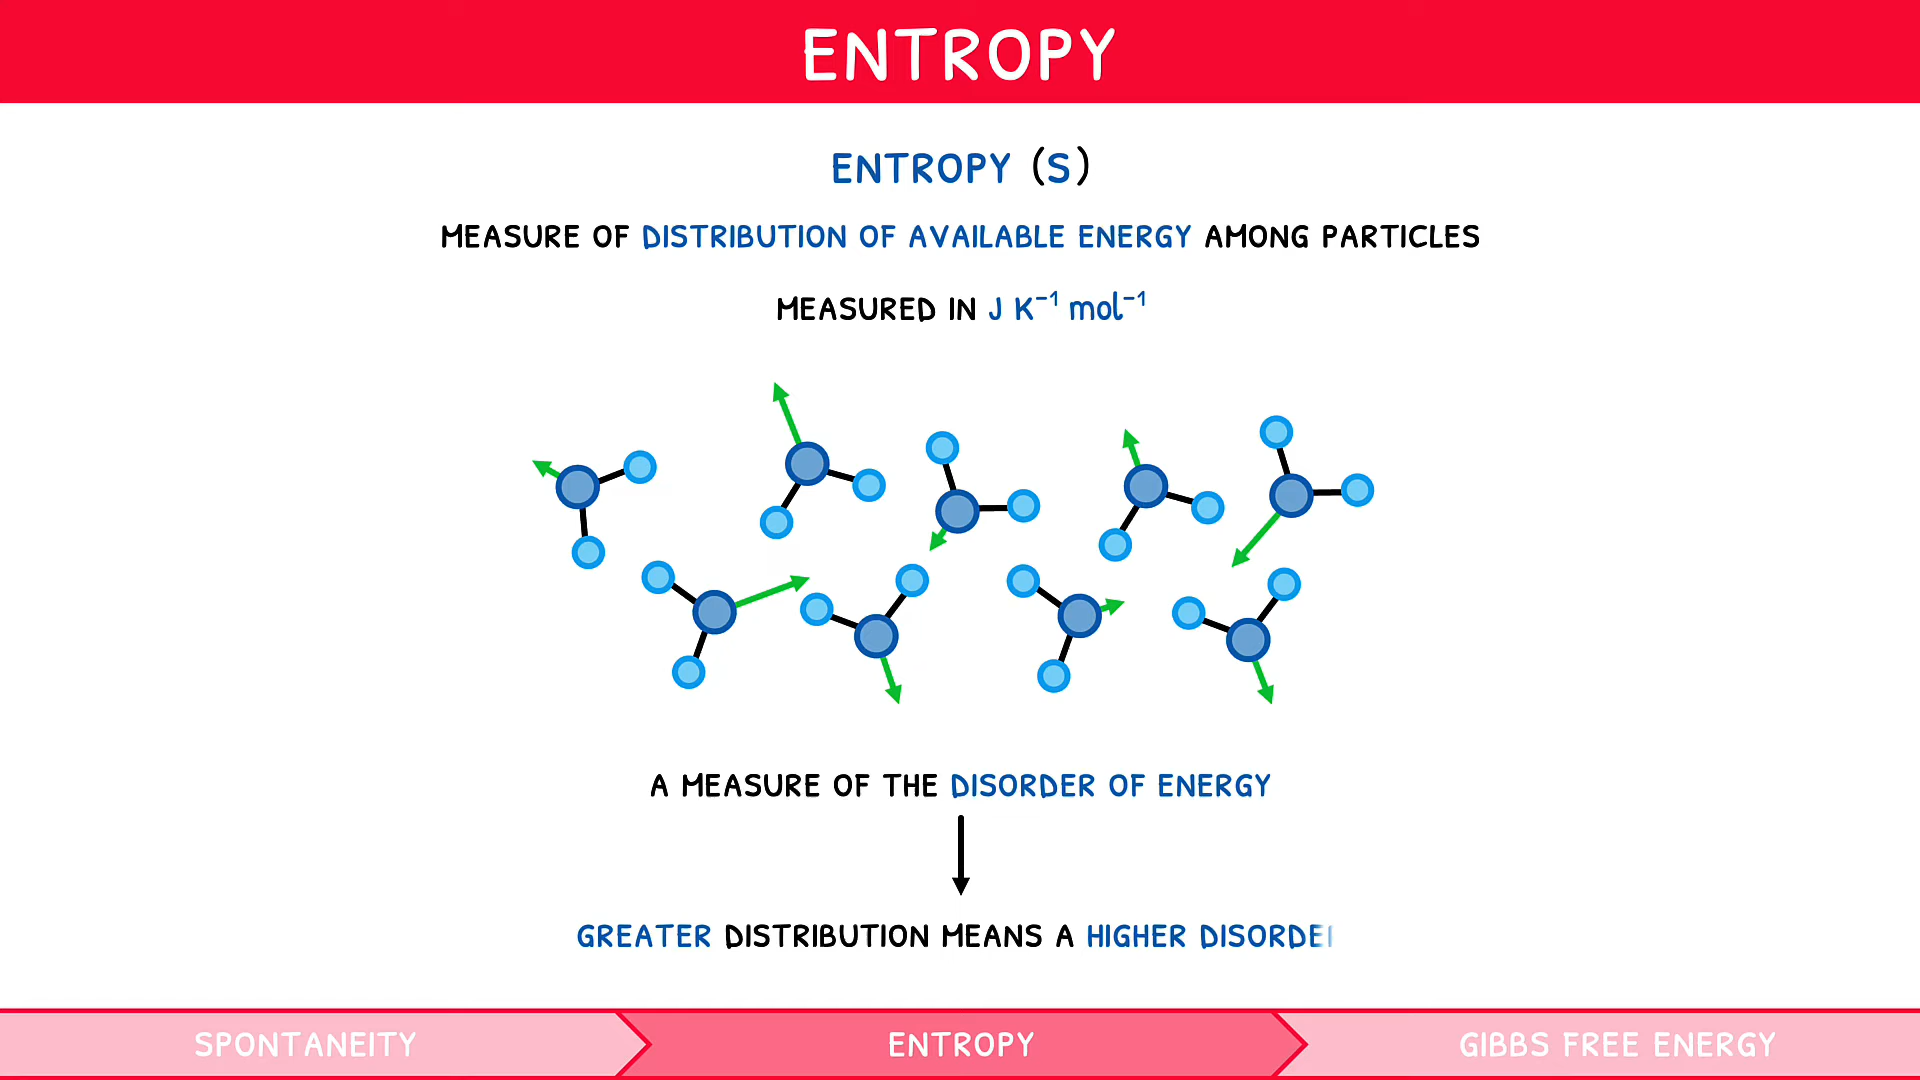 ENTROPY
ENTROPY (S)
MEASURE OF DISTRIBUTION OF AVAILABLE ENERGY AMONG PARTICLES
MEASURED IN J K⁻¹ mol⁻¹
A MEASURE OF THE DISORDER OF ENERGY
GREATER DISTRIBUTION MEANS A HIGHER
SPONTANEITY
ENTROPY
GIBBS FREE ENERGY